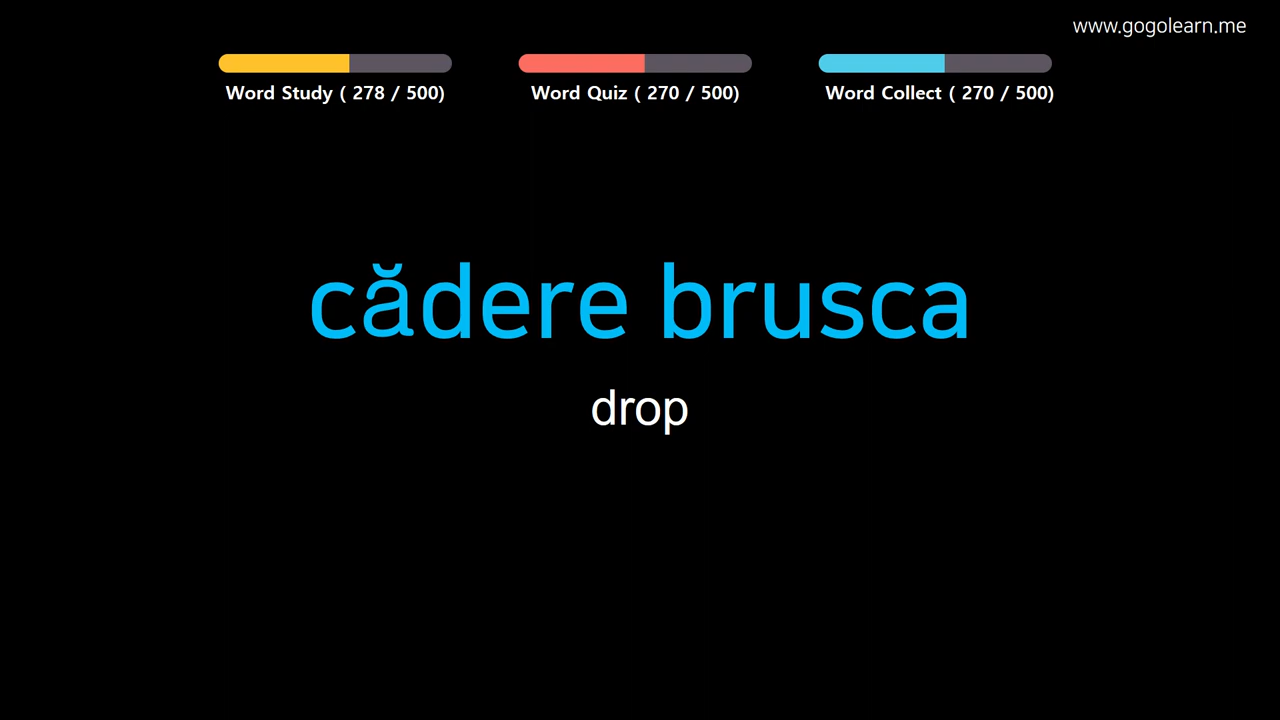 www.gogolearn.me
Word Study ( 278 / 500)
Word Quiz ( 270 / 500)
Word Collect ( 270 / 500)
cădere brusca
drop